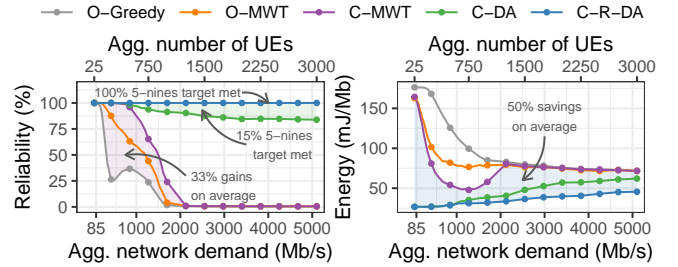 O−Greedy O−MWT C−MWT C−DA C−R−DA
Agg. number of UEs
25 750 1500 2250 3000
100% 5−nines target met
15% 5−nines
target met
33% gains
on average
Reliability (%)
100
75
50
25
0
85 1000 2000 3000 4000 5000
Agg. network demand (Mb/s)
Agg. number of UEs
25 750 1500 2250 3000
50% savings
on average
Energy (mJ/Mb)
150
100
50
85 1000 2000 3000 4000 5000
Agg. network demand (Mb/s)